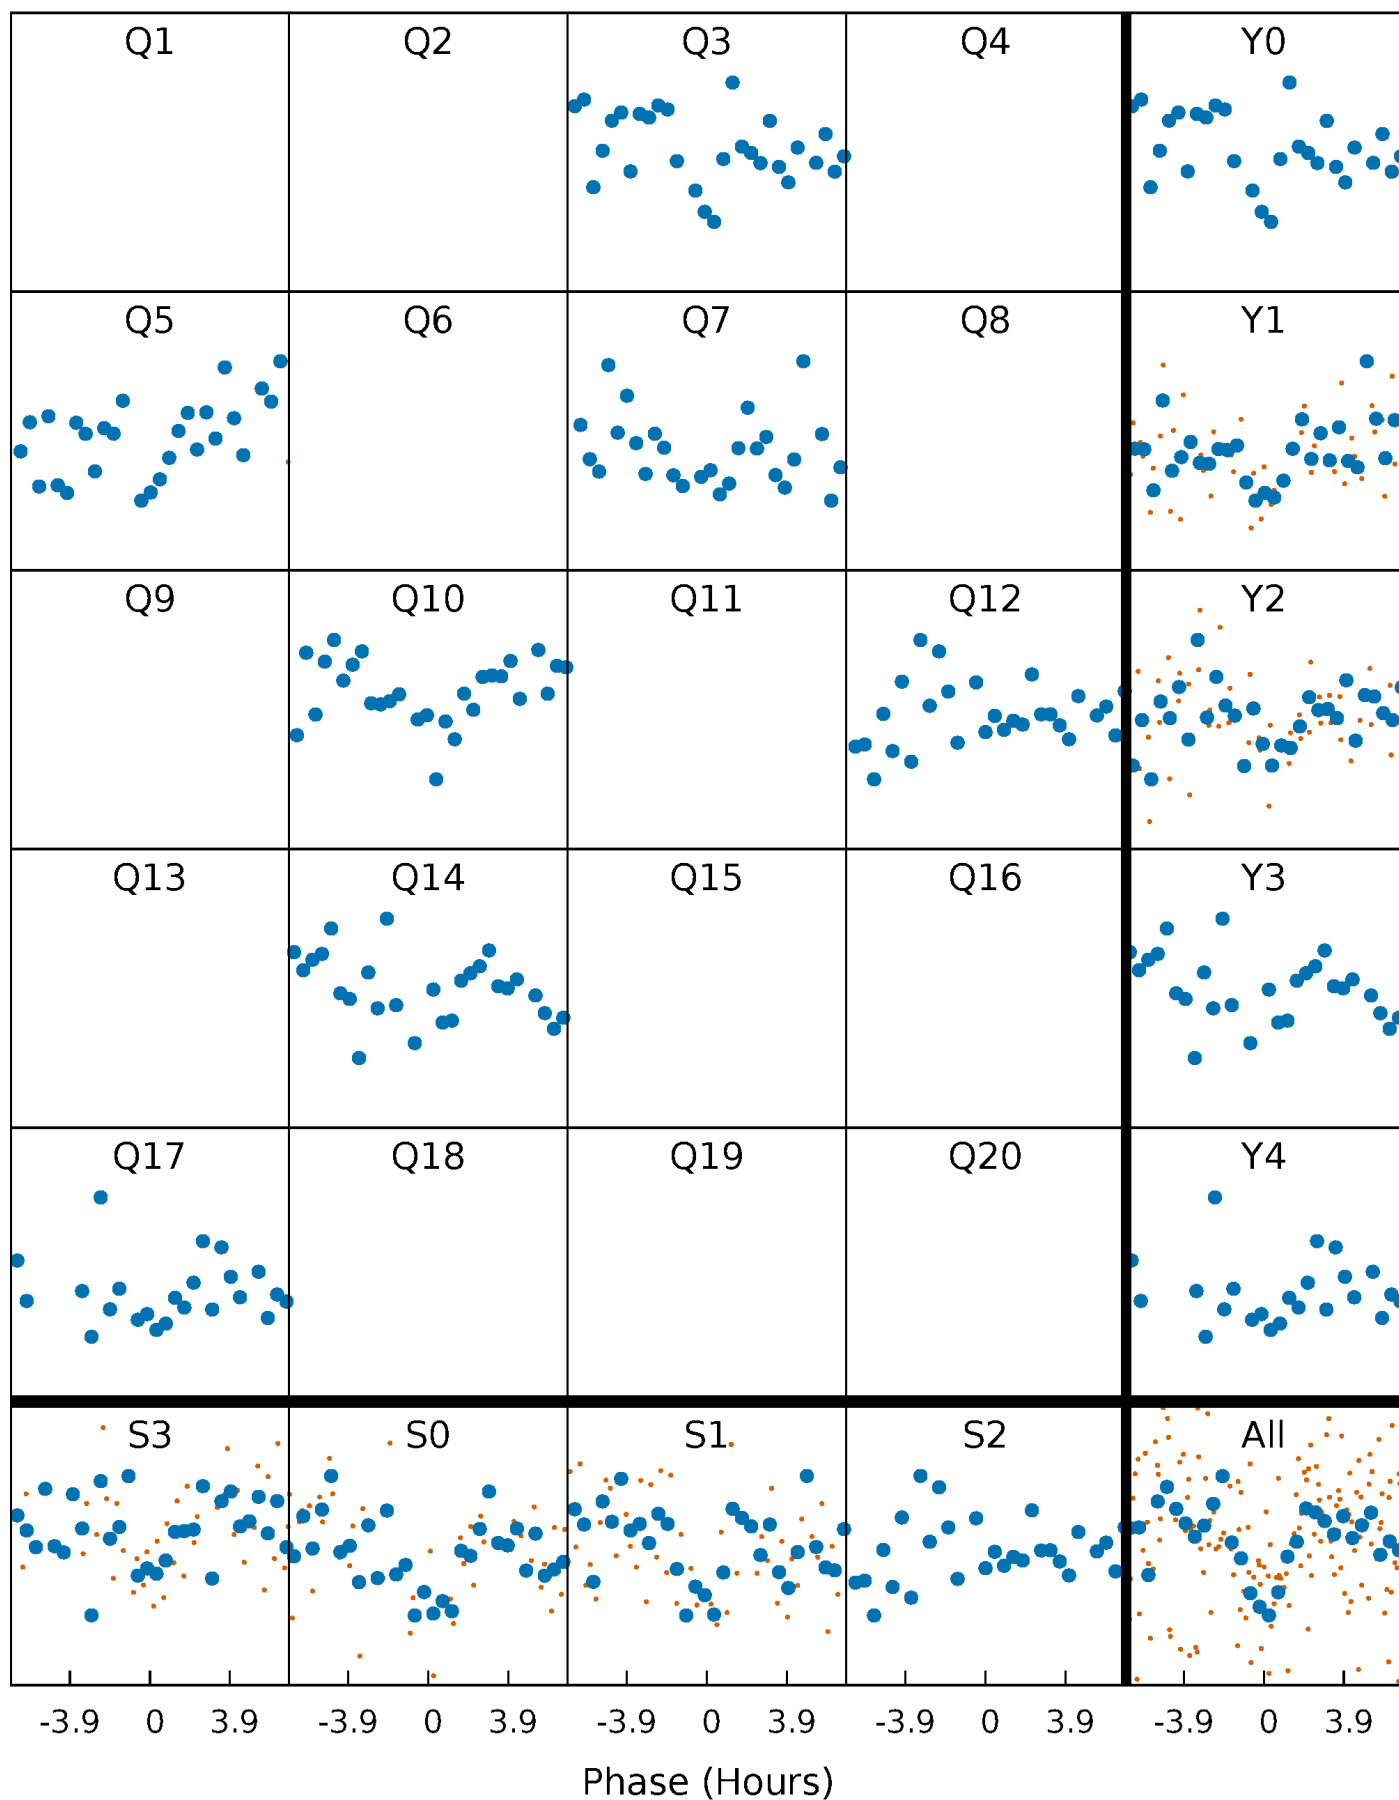 Q1 Q2 Q3 Q4 Y0
Q5 Q6 Q7 Q8 Y1
Q9 Q10 Q11 Q12 Y2
Q13 Q14 Q15 Q16 Y3
Q17 Q18 Q19 Q20 Y4
S3 S0 S1 S2 All
-3.9 0 3.9 -3.9 0 3.9 -3.9 0 3.9 -3.9 0 3.9 -3.9 0 3.9
Phase (Hours)